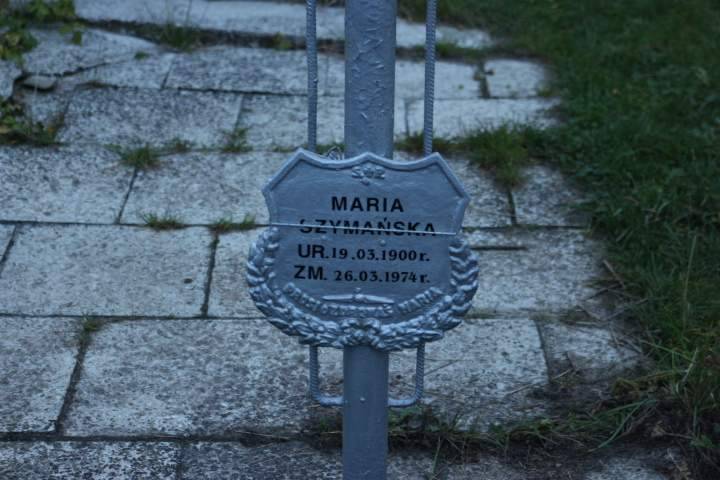 MARIA
SZYMAŃSKA
UR. 19.03.1900 r.
ZM. 26.03.1974 r.